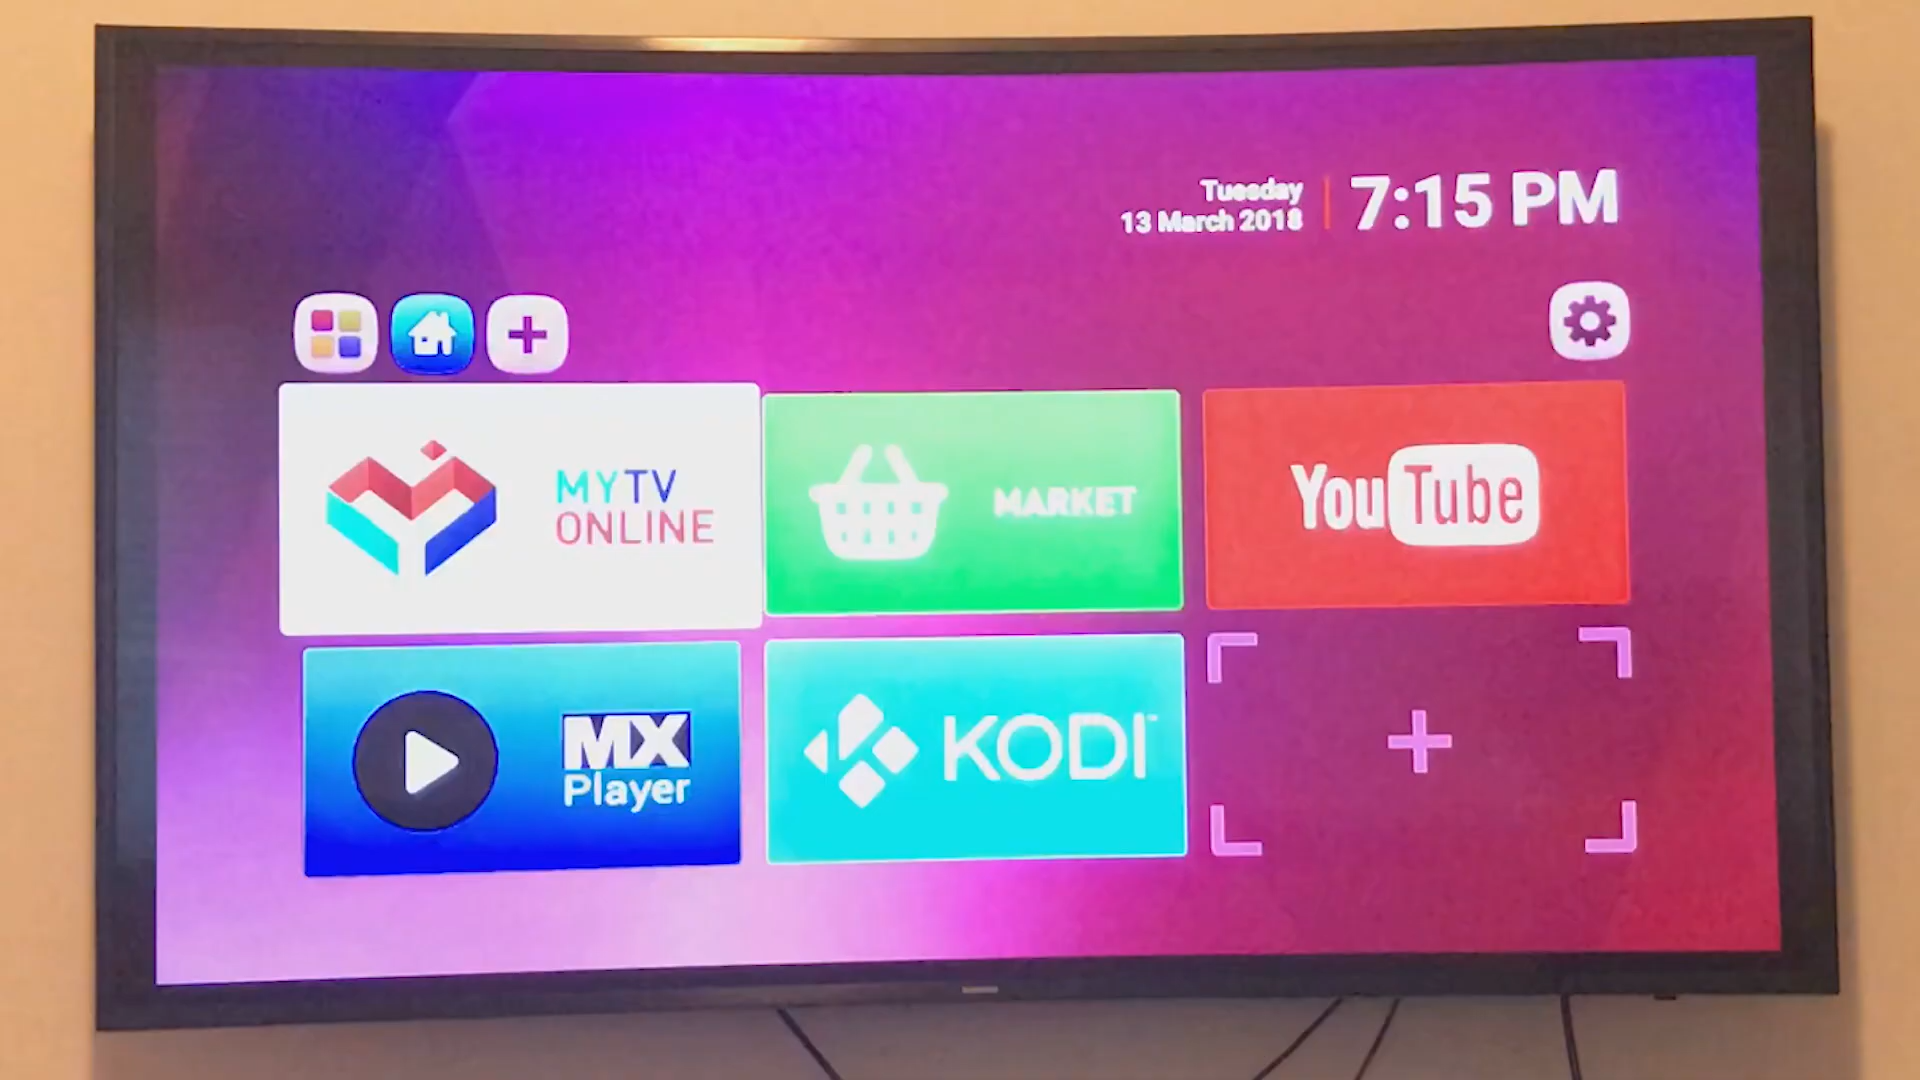 Tuesday
13 March 2018
7:15 PM
MYTV
ONLINE
MARKET
YouTube
MX
Player
KODI